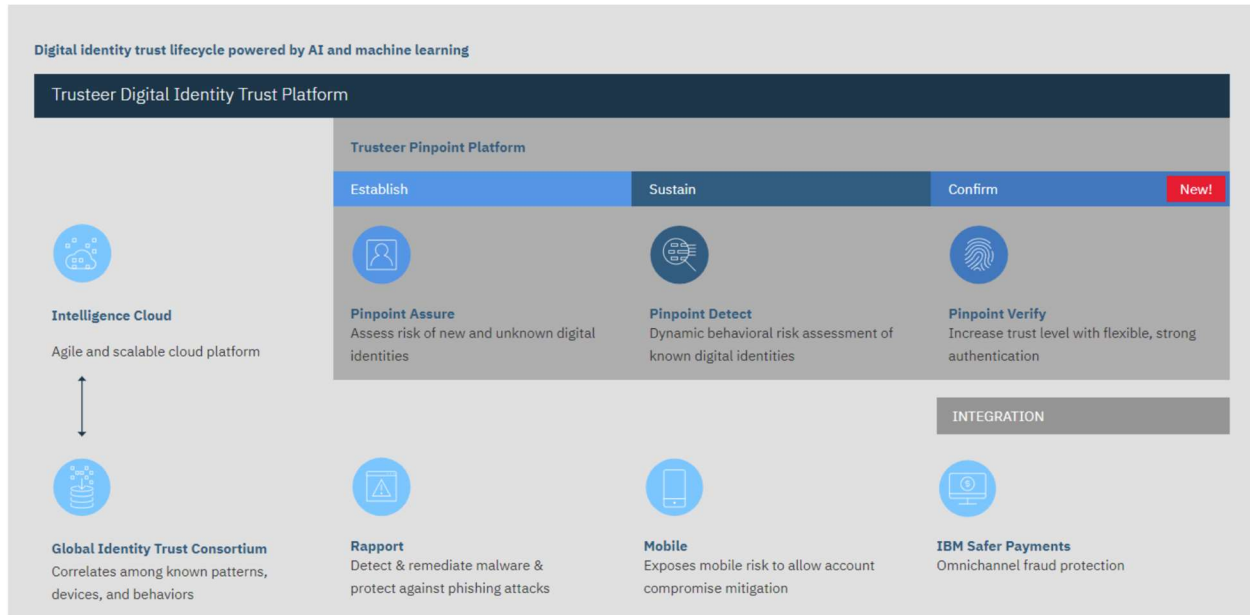 Digital identity trust lifecycle powered by AI and machine learning
Trusteer Digital Identity Trust Platform
Trusteer Pinpoint Platform
Establish
Sustain
Confirm
New!
Intelligence Cloud
Agile and scalable cloud platform
Pinpoint Assure
Assess risk of new and unknown digital
identities
Pinpoint Detect
Dynamic behavioral risk assessment of
known digital identities
Pinpoint Verify
Increase trust level with flexible, strong
authentication
INTEGRATION
Global Identity Trust Consortium
Correlates among known patterns,
devices, and behaviors
Rapport
Detect & remediate malware &
protect against phishing attacks
Mobile
Exposes mobile risk to allow account
compromise mitigation
IBM Safer Payments
Omnichannel fraud protection